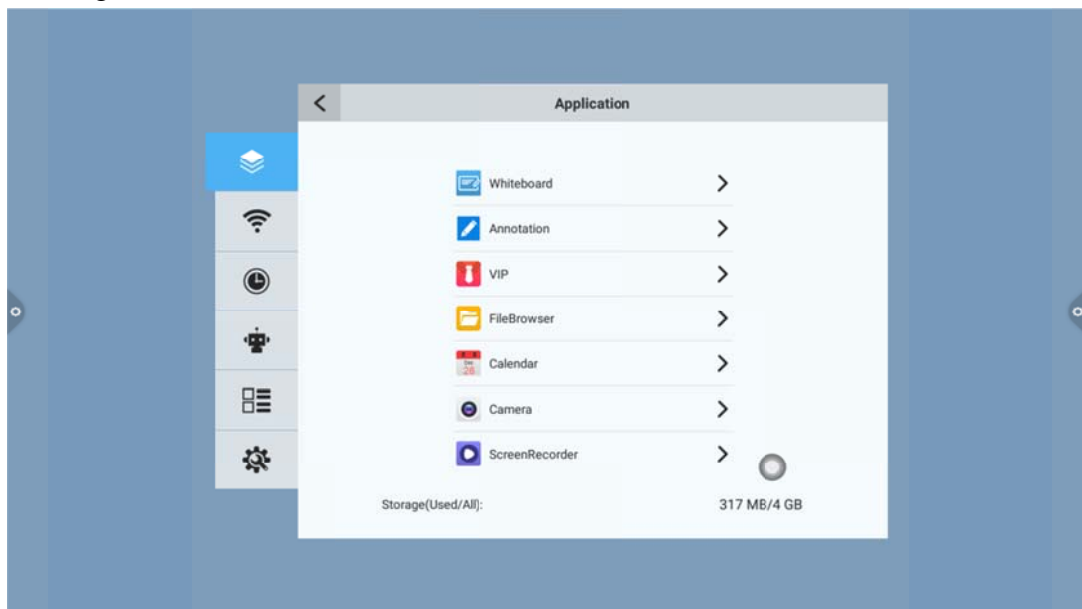 Application
Whiteboard
Annotation
VIP
FileBrowser
Calendar
Camera
ScreenRecorder
Storage(Used/All): 317 MB/4 GB